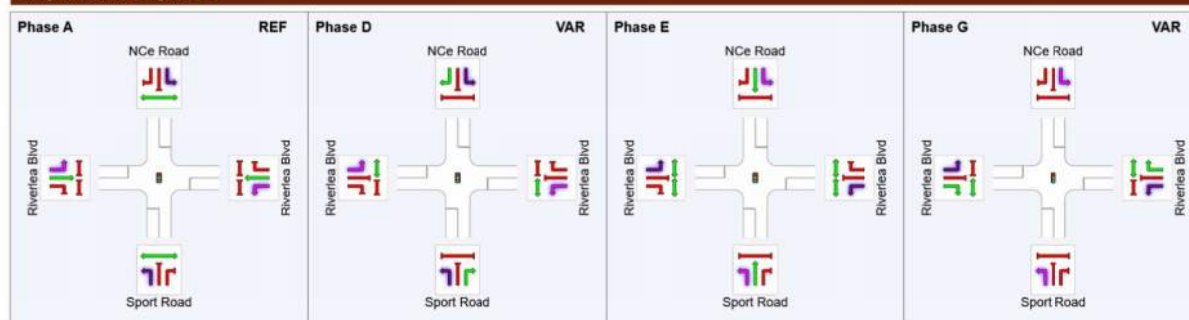 Phase A REF
NCe Road
Riverlea Blvd
Riverlea Blvd
Sport Road
Phase D VAR
NCe Road
Riverlea Blvd
Riverlea Blvd
Sport Road
Phase E
NCe Road
Riverlea Blvd
Riverlea Blvd
Sport Road
Phase G VAR
NCe Road
Riverlea Blvd
Riverlea Blvd
Sport Road